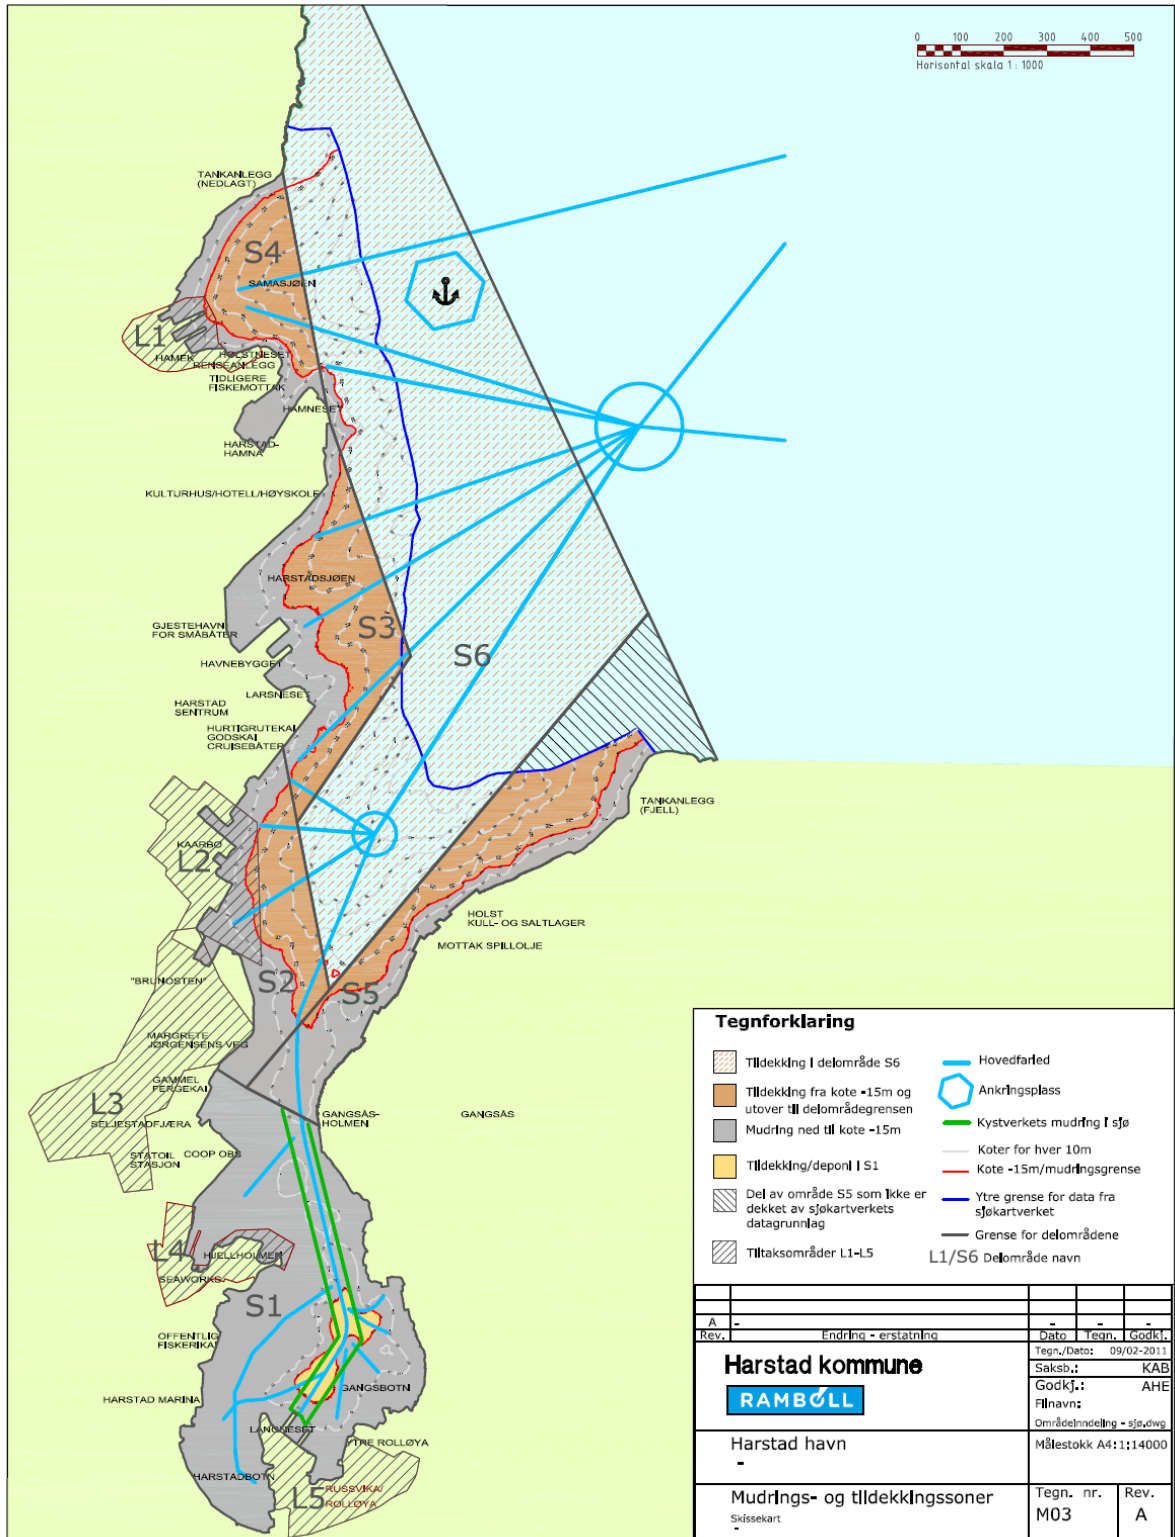 0 100 200 300 400 500
Horisontal skala 1: 1000
TANKANLEGG
(NEDLAGT)
S4
SAMASJØEN
L1
HAMEK
HOLSTNESET
RENSEANLEGG
TIDLIGERE
FISKEMOTTAK
HAMNESET
HARSTAD-
HAMNA
KULTURHUS/HOTELL/HØYSKOLE
HARSTADSJØEN
GJESTEHAVN
FOR SMÅBÅTER
S3
S6
HAVNEBYGGET
LARSNESET
HARSTAD
SENTRUM
HURTIGRUTEKAI
GODSKAI
CRUISEBÅTER
TANKANLEGG
(FJELL)
KAARBØ
L2
HOLST
KULL- OG SALTLAGER
MOTTAK SPILLOLJE
"BRUNOSTEN"
S2
S5
MARGRETE
JØRGENSENS VEG
GAMMEL
FERGEKAI
L3
SELJESTADFJÆRA
GANGSÅS-
HOLMEN
GANGSÅS
STATOIL
STASJON
COOP OBS
L4
HJELLHOLMEN
SEAWORKS
S1
OFFENTLIG
FISKERIKAI
GANGSBOTN
HARSTAD MARINA
LANGNESET
YTRE ROLLØYA
HARSTADBOTN
L5
RUSSVIKA/
ROLLØYA
Tegnforklaring
Tildekking i delområde S6
Tildekking fra kote -15m og
utover til delområdegrensen
Mudring ned til kote -15m
Tildekking/deponi i S1
Del av område S5 som ikke er
dekket av sjøkartverkets
datagrunnlag
Tiltaksområder L1-L5
Hovedfarled
Ankringsplass
Kystverkets mudring i sjø
Koter for hver 10m
Kote -15m/mudringsgrense
Ytre grense for data fra
sjøkartverket
Grense for delområdene
L1/S6 Delområde navn
A - - - -
Rev. Endring - erstatning Dato Tegn. Godkj.
Harstad kommune
RAMBOLL
Tegn./Dato: 09/02-2011
Saksb.: KAB
Godkj.: AHE
Filnavn:
Områdeinndeling - sjø.dwg
Harstad havn
-
Målestokk A4:1:14000
Mudrings- og tildekkingssoner
Skissekart
-
Tegn. nr.
M03
Rev.
A